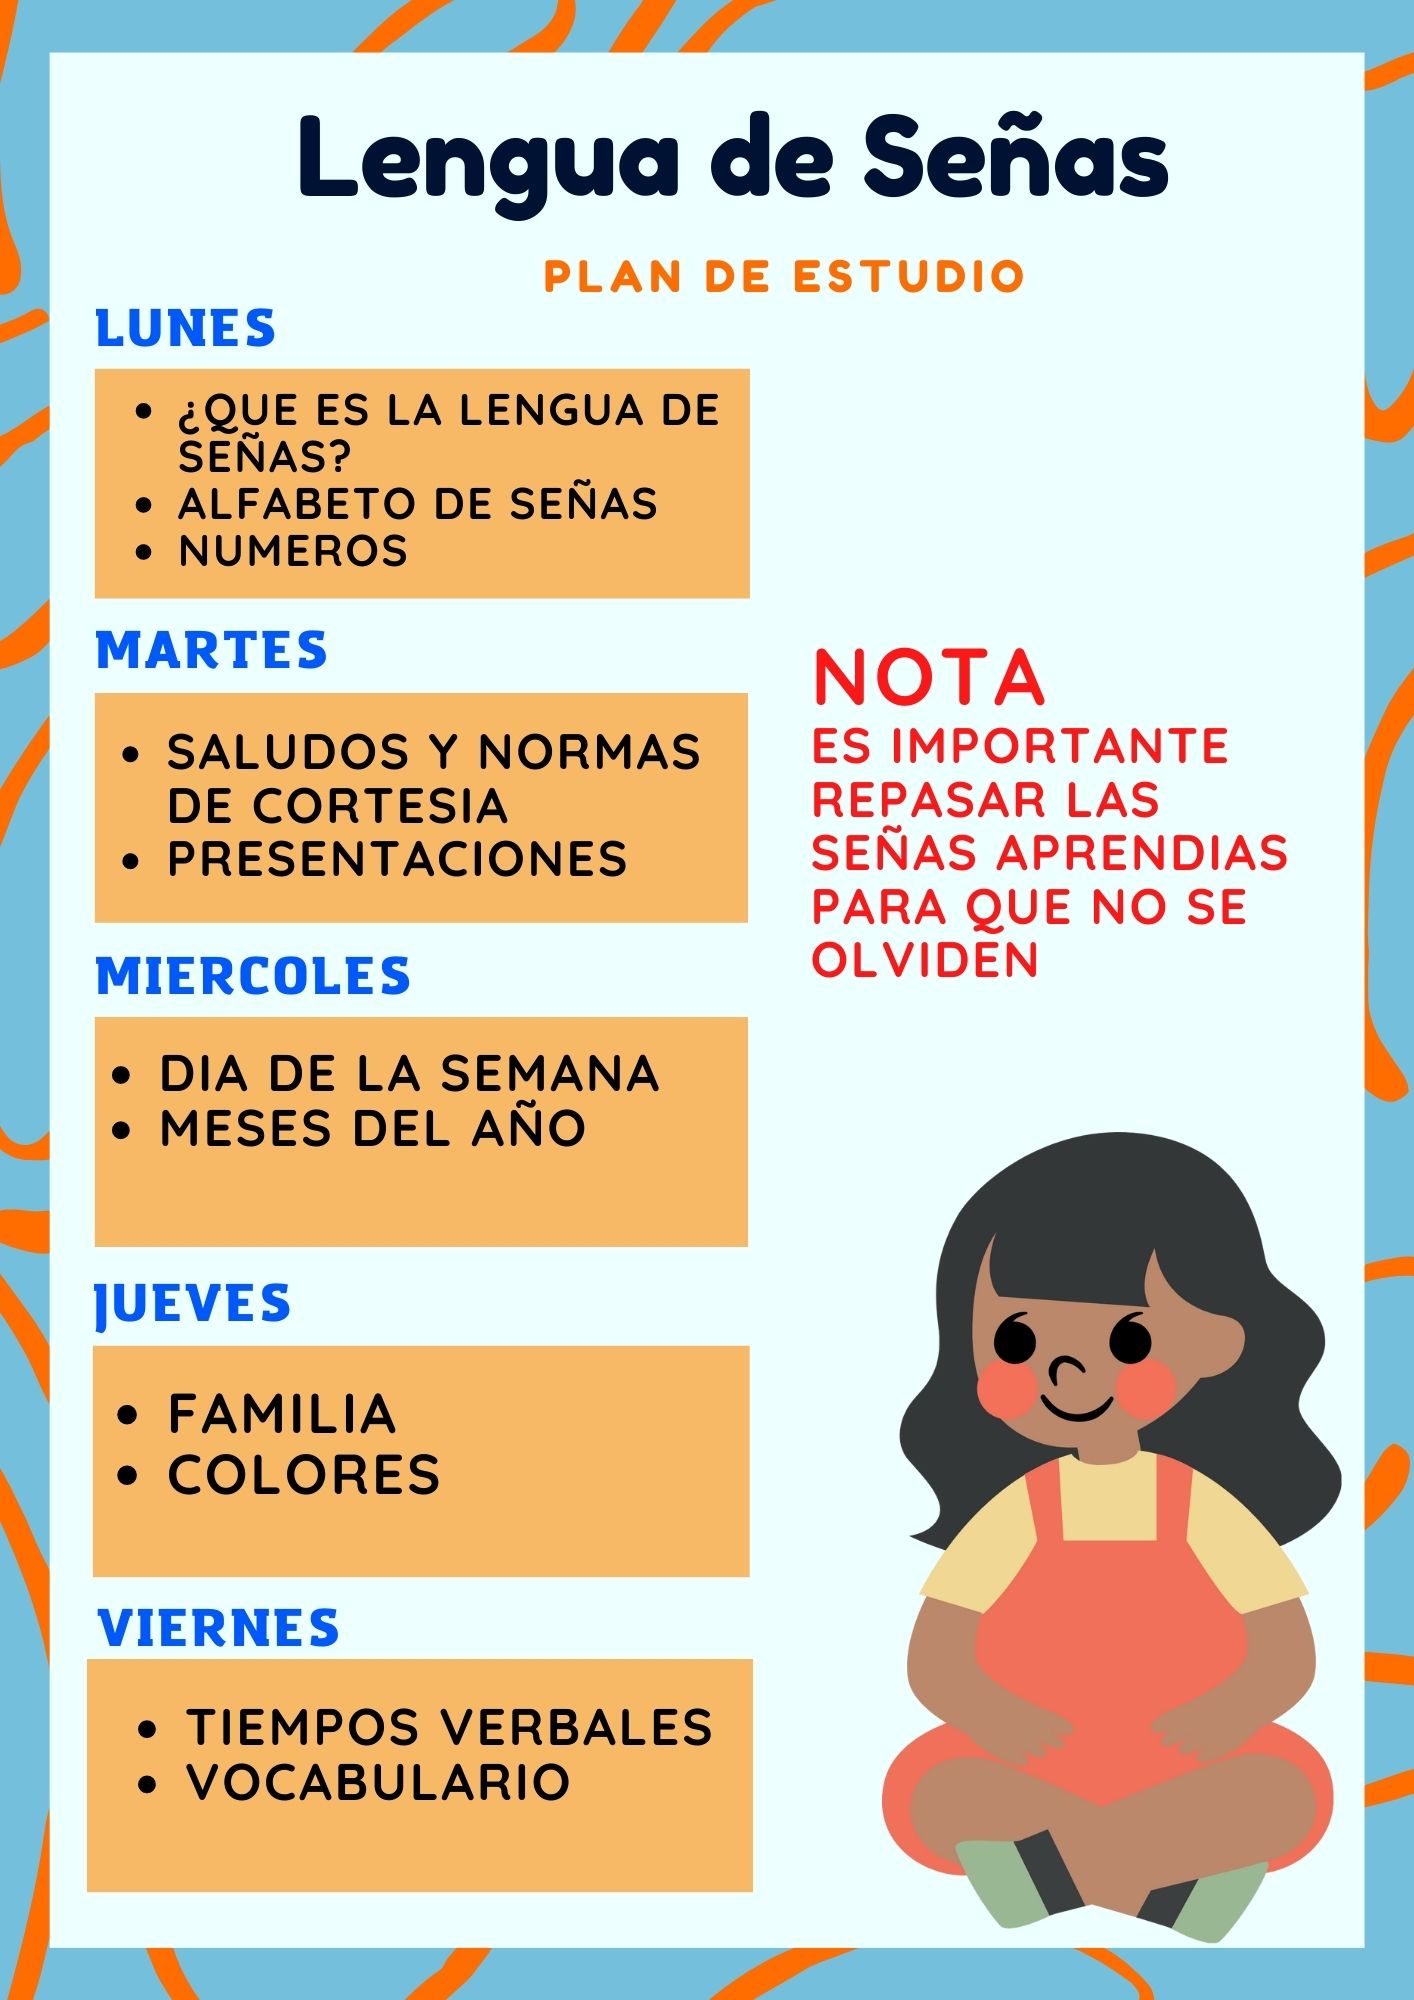 Lengua de Señas
PLAN DE ESTUDIO
LUNES
• ¿QUE ES LA LENGUA DE
SEÑAS?
• ALFABETO DE SEÑAS
• NUMEROS
MARTES
• SALUDOS Y NORMAS
DE CORTESIA
• PRESENTACIONES
MIERCOLES
• DIA DE LA SEMANA
• MESES DEL AÑO
JUEVES
• FAMILIA
• COLORES
VIERNES
• TIEMPOS VERBALES
• VOCABULARIO
NOTA
ES IMPORTANTE
REPASAR LAS
SEÑAS APRENDIAS
PARA QUE NO SE
OLVIDEN